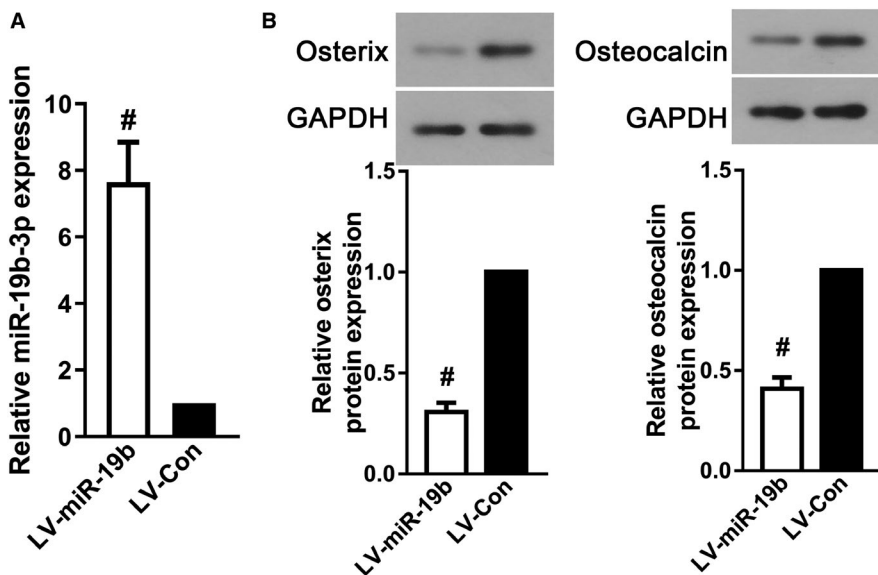 A
Relative miR-19b-3p expression
10
8
6
4
2
0
#
LV-miR-19b
LV-Con
B
Osterix
GAPDH
Relative osterix
protein expression
1.5
1.0
0.5
0.0
#
LV-miR-19b
LV-Con
Osteocalcin
GAPDH
Relative osteocalcin
protein expression
1.5
1.0
0.5
0.0
#
LV-miR-19b
LV-Con